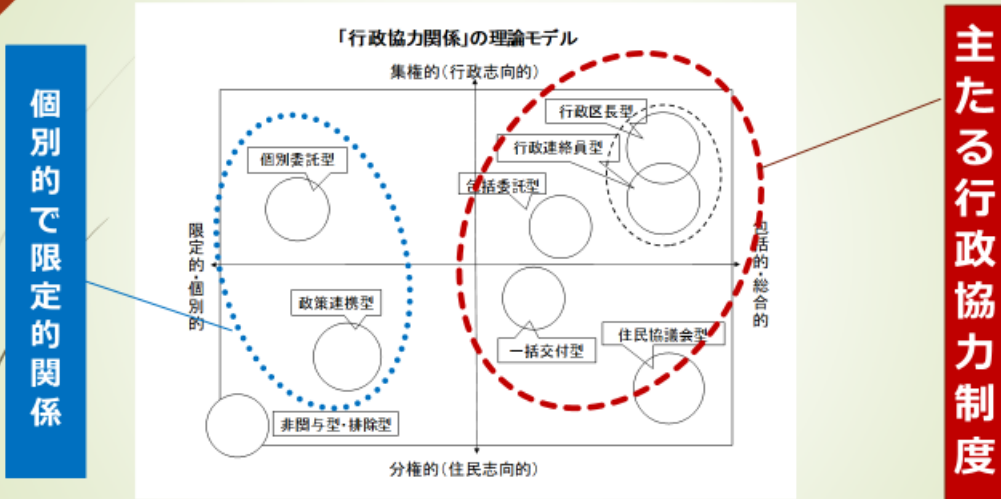 「行政協力関係」の理論モデル
集権的(行政志向的)
行政区長型
行政連絡員型
個別委託型
包括委託型
限定的・個別的
包括的・総合的
政策連携型
一括交付型
住民協議会型
非関与型・排除型
分権的(住民志向的)
個別的で限定的関係
主たる行政協力制度